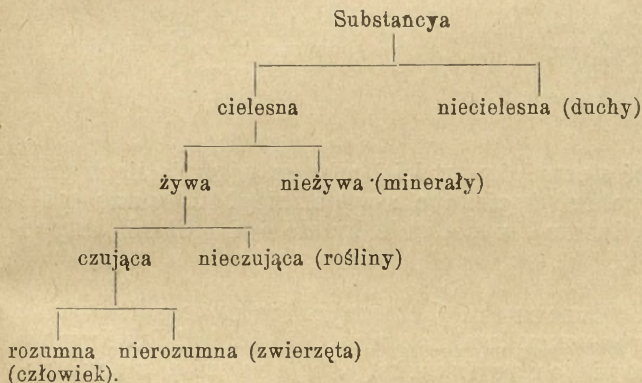 Substancya
cielesna niecielesna (duchy)
żywa nieżywa (minerały)
czująca nieczująca (rośliny)
rozumna nierozumna (zwierzęta)
(człowiek).